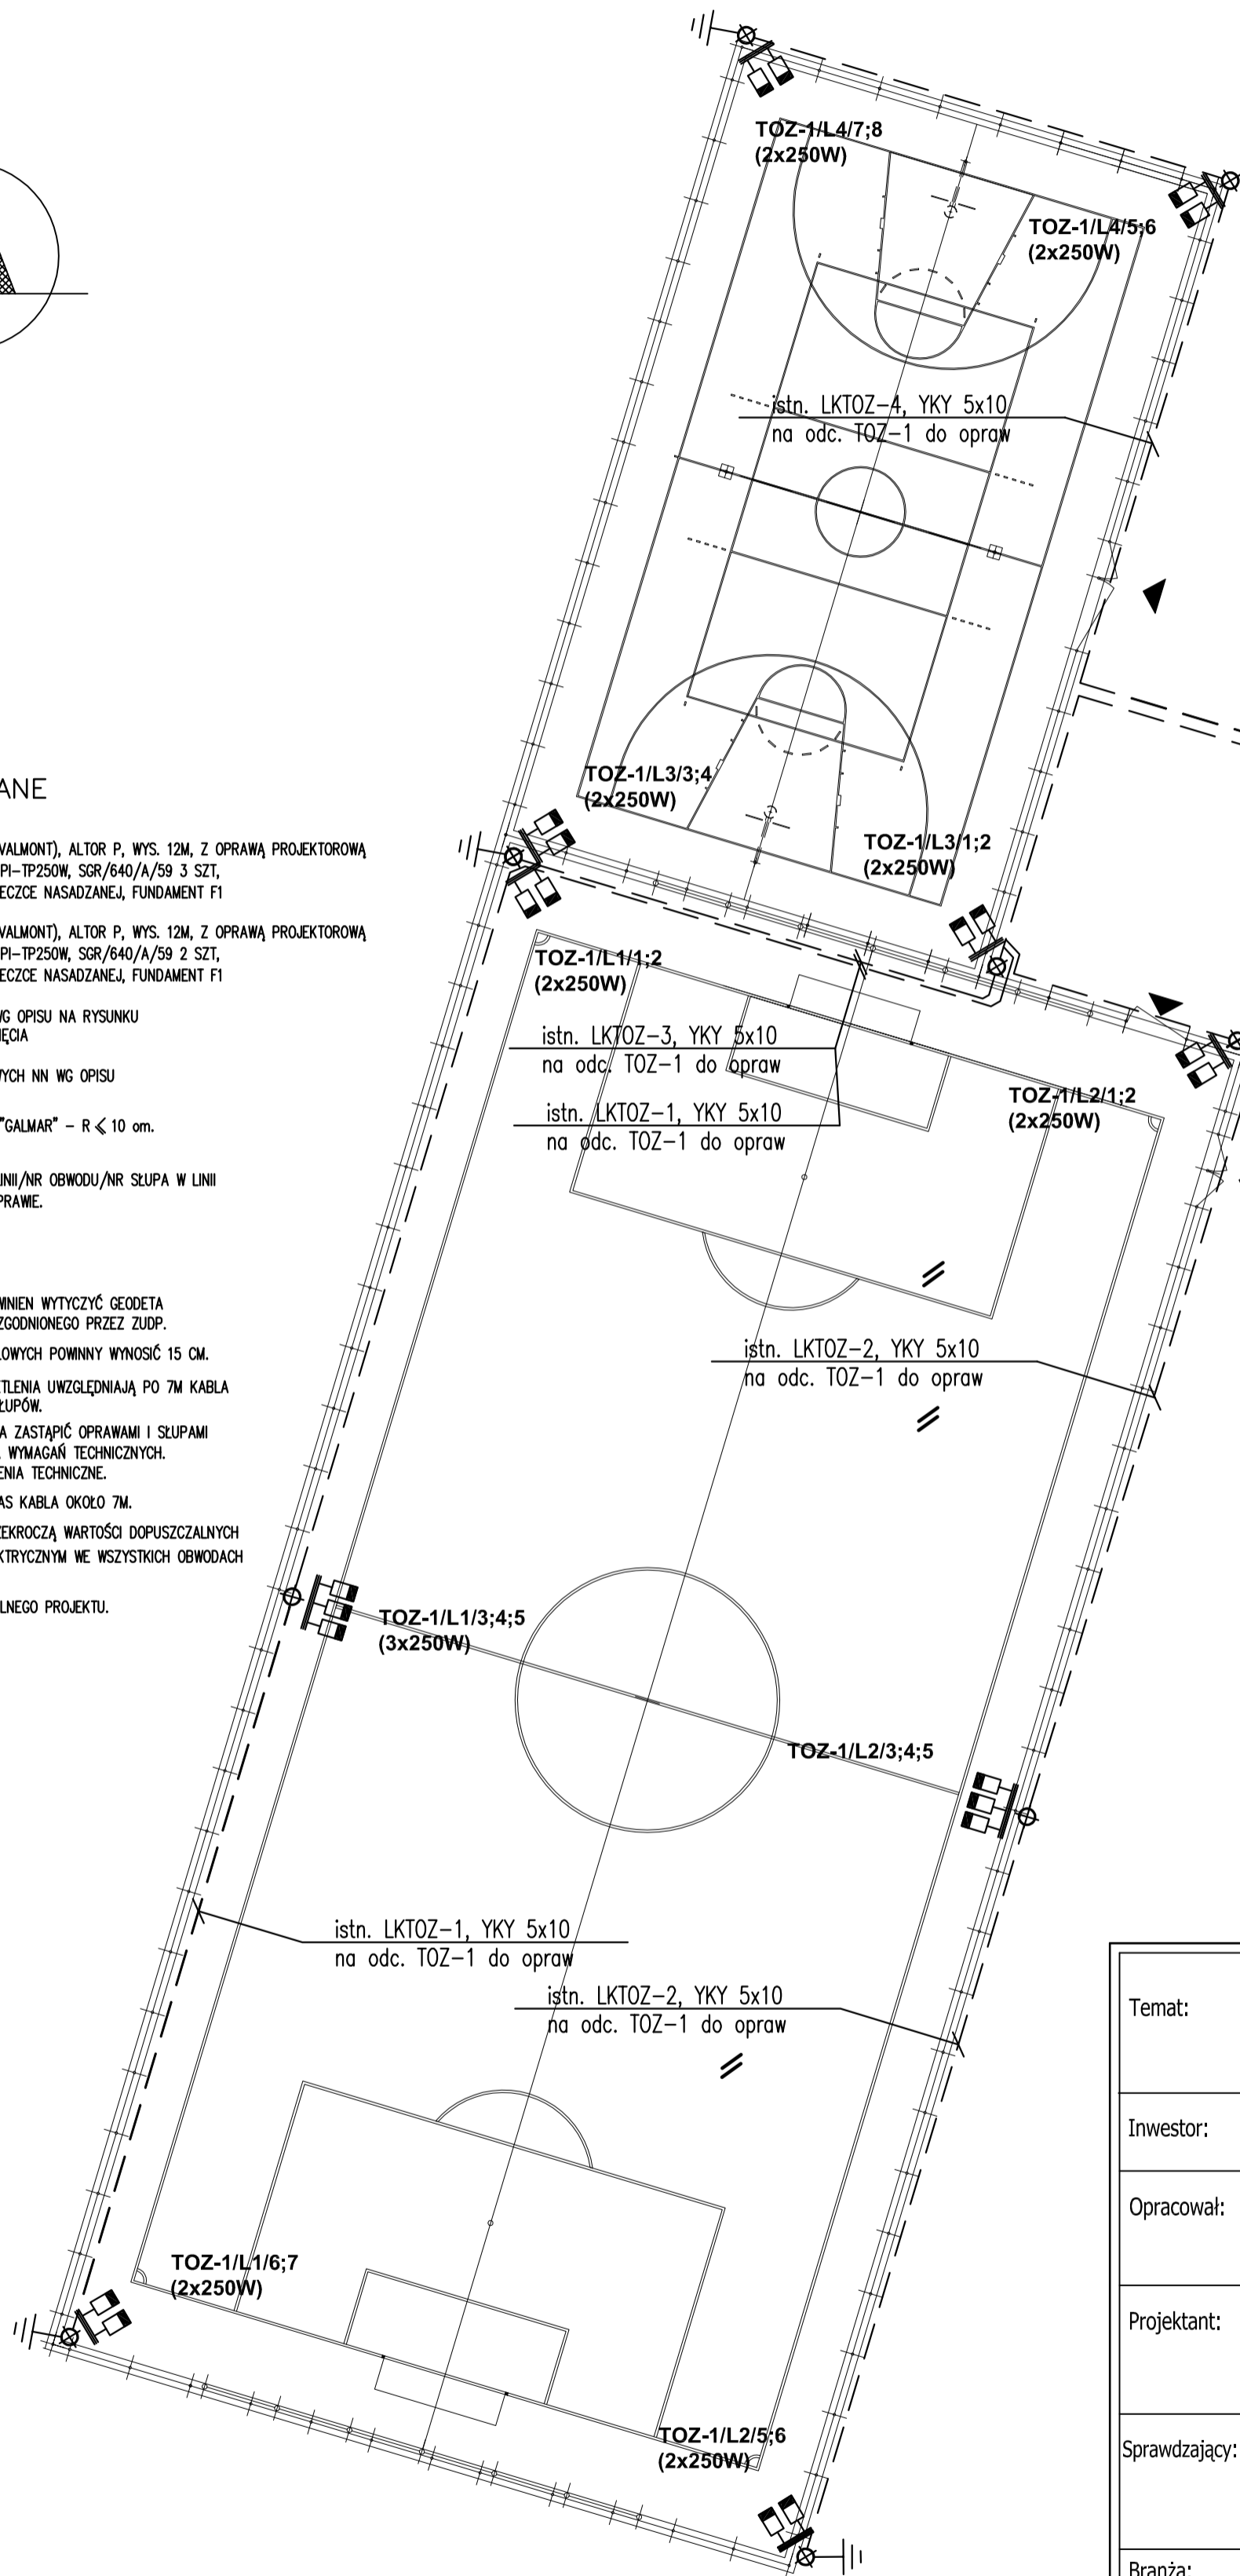 TOZ-1/L4/7;8
(2x250W)
TOZ-1/L4/5;6
(2x250W)
istn. LKTOZ-4, YKY 5x10
na odc. TOZ-1 do opraw
TOZ-1/L3/3;4
(2x250W)
TOZ-1/L3/1;2
(2x250W)
ANE
VALMONT), ALTOR P, WYS. 12M, Z OPRAWĄ PROJEKTOROWĄ
PI-TP250W, SGR/640/A/59 3 SZT,
ECZCE NASADZANEJ, FUNDAMENT F1
VALMONT), ALTOR P, WYS. 12M, Z OPRAWĄ PROJEKTOROWĄ
PI-TP250W, SGR/640/A/59 2 SZT,
ECZCE NASADZANEJ, FUNDAMENT F1
WG OPISU NA RYSUNKU
IĘCIA
WYCH NN WG OPISU
"GALMAR" - R ⩽ 10 om.
LINII/NR OBWODU/NR SŁUPA W LINII
PRAWIE.
WINIEN WYTYCZYĆ GEODETA
ZGODNIONEGO PRZEZ ZUDP.
LOWYCH POWINNY WYNOSIĆ 15 CM.
ETLENIA UWZGLĘDNIAJĄ PO 7M KABLA
ŁUPÓW.
A ZASTĄPIĆ OPRAWAMI I SŁUPAMI
. WYMAGAŃ TECHNICZNYCH.
ENIA TECHNICZNE.
AS KABLA OKOŁO 7M.
ZEKROCZĄ WARTOŚCI DOPUSZCZALNYCH
KTRYCZNYM WE WSZYSTKICH OBWODACH
LNEGO PROJEKTU.
TOZ-1/L1/1;2
(2x250W)
istn. LKTOZ-3, YKY 5x10
na odc. TOZ-1 do opraw
istn. LKTOZ-1, YKY 5x10
na odc. TOZ-1 do opraw
TOZ-1/L2/1;2
(2x250W)
istn. LKTOZ-2, YKY 5x10
na odc. TOZ-1 do opraw
TOZ-1/L1/3;4;5
(3x250W)
TOZ-1/L2/3;4;5
istn. LKTOZ-1, YKY 5x10
na odc. TOZ-1 do opraw
istn. LKTOZ-2, YKY 5x10
na odc. TOZ-1 do opraw
TOZ-1/L1/6;7
(2x250W)
TOZ-1/L2/5;6
(2x250W)
Temat:
Inwestor:
Opracował:
Projektant:
Sprawdzający:
Branża: